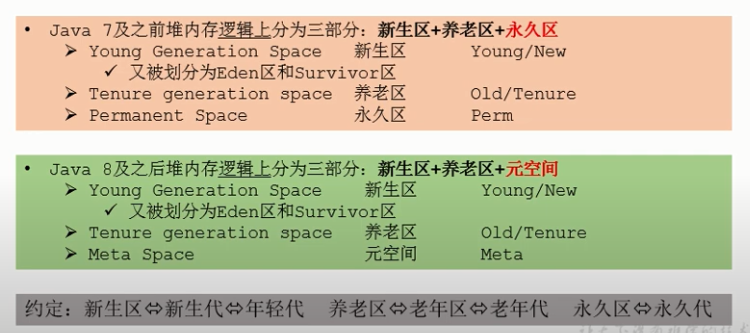 • Java 7及之前堆内存逻辑上分为三部分：新生区+养老区+永久区
➢ Young Generation Space 新生区 Young/New
✓ 又被划分为Eden区和Survivor区
➢ Tenure generation space 养老区 Old/Tenure
➢ Permanent Space 永久区 Perm
• Java 8及之后堆内存逻辑上分为三部分：新生区+养老区+元空间
➢ Young Generation Space 新生区 Young/New
✓ 又被划分为Eden区和Survivor区
➢ Tenure generation space 养老区 Old/Tenure
➢ Meta Space 元空间 Meta
约定：新生区⇔新生代⇔年轻代 养老区⇔老年区⇔老年代 永久区⇔永久代